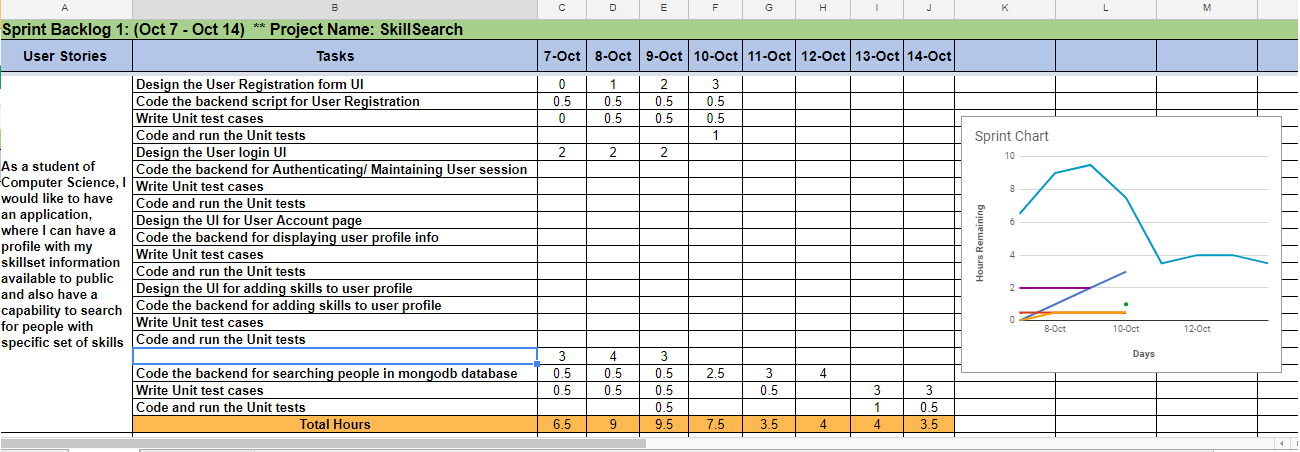 A B C D E F G H I J K L M
Sprint Backlog 1: (Oct 7 - Oct 14) ** Project Name: SkillSearch
User Stories Tasks 7-Oct 8-Oct 9-Oct 10-Oct 11-Oct 12-Oct 13-Oct 14-Oct
As a student of
Computer Science, I
would like to have
an application,
where I can have a
profile with my
skillset information
available to public
and also have a
capability to search
for people with
specific set of skills
Design the User Registration form UI 0 1 2 3
Code the backend script for User Registration 0.5 0.5 0.5 0.5
Write Unit test cases 0 0.5 0.5 0.5
Code and run the Unit tests 1
Design the User login UI 2 2 2
Code the backend for Authenticating/ Maintaining User session
Write Unit test cases
Code and run the Unit tests
Design the UI for User Account page
Code the backend for displaying user profile info
Write Unit test cases
Code and run the Unit tests
Design the UI for adding skills to user profile
Code the backend for adding skills to user profile
Write Unit test cases
Code and run the Unit tests
3 4 3
Code the backend for searching people in mongodb database 0.5 0.5 0.5 2.5 3 4
Write Unit test cases 0.5 0.5 0.5 0.5 3 3
Code and run the Unit tests 0.5 1 0.5
Total Hours 6.5 9 9.5 7.5 3.5 4 4 3.5
Sprint Chart
Hours Remaining
10
8
6
4
2
0
8-Oct 10-Oct 12-Oct
Days